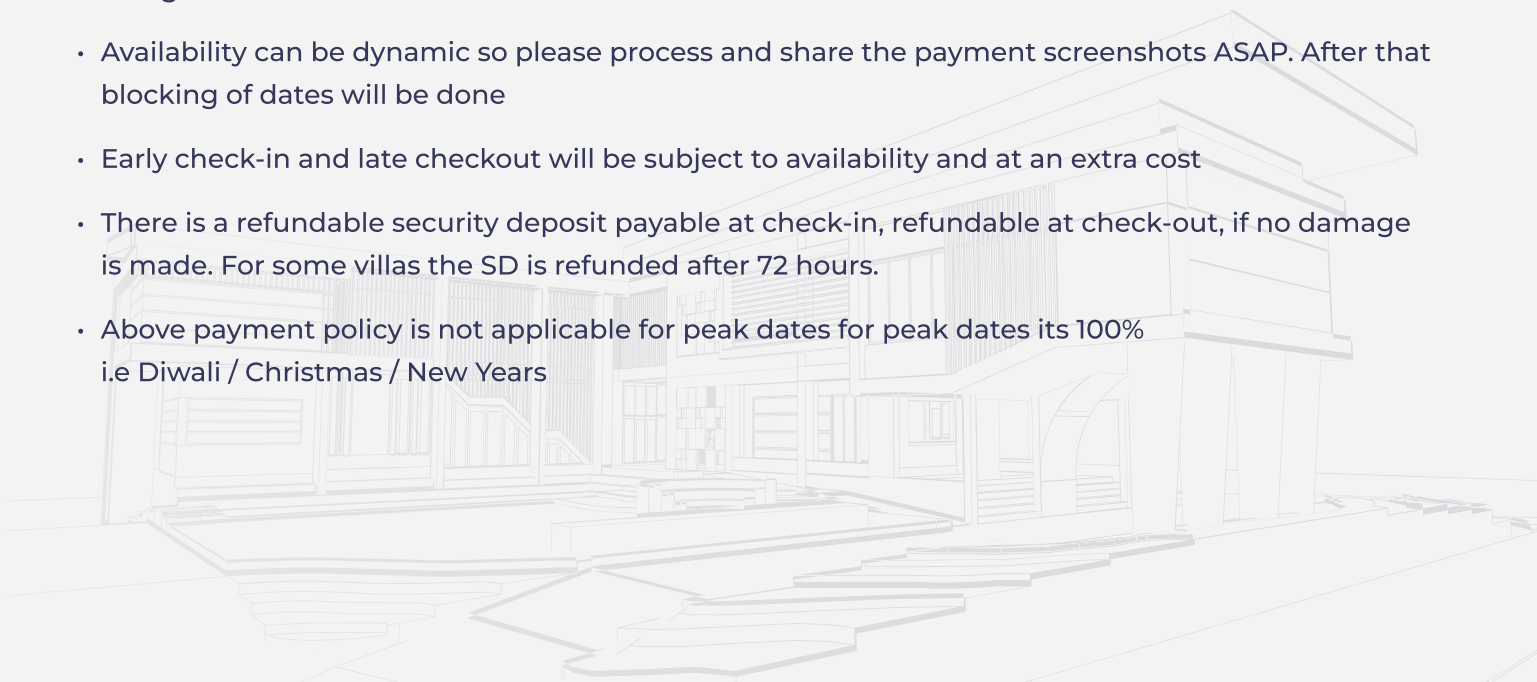 • Availability can be dynamic so please process and share the payment screenshots ASAP. After that
blocking of dates will be done
• Early check-in and late checkout will be subject to availability and at an extra cost
• There is a refundable security deposit payable at check-in, refundable at check-out, if no damage
is made. For some villas the SD is refunded after 72 hours.
• Above payment policy is not applicable for peak dates for peak dates its 100%
i.e Diwali / Christmas / New Years